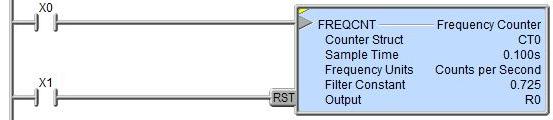 X0
FREQCNT Frequency Counter
Counter Struct CT0
Sample Time 0.100s
Frequency Units Counts per Second
Filter Constant 0.725
X1
RST Output R0